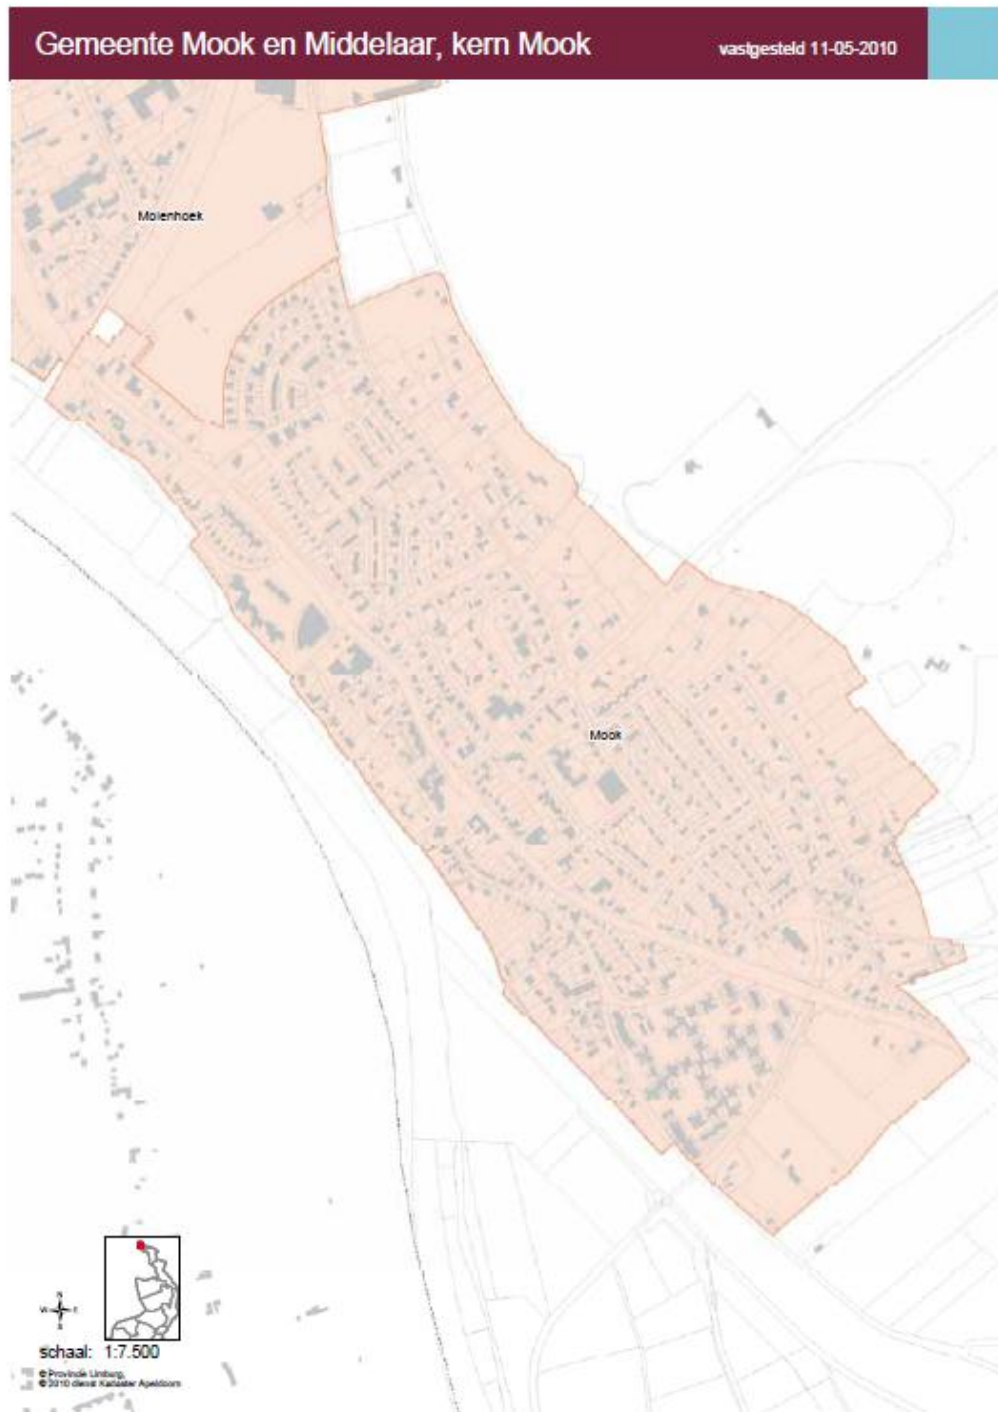 Gemeente Mook en Middelaar, kern Mook
vastgesteld 11-05-2010
Molenhoek
Mook
N
W E
S
schaal: 1:7.500
© Provincie Limburg,
© 2010 dienst Kadaster Apeldoorn